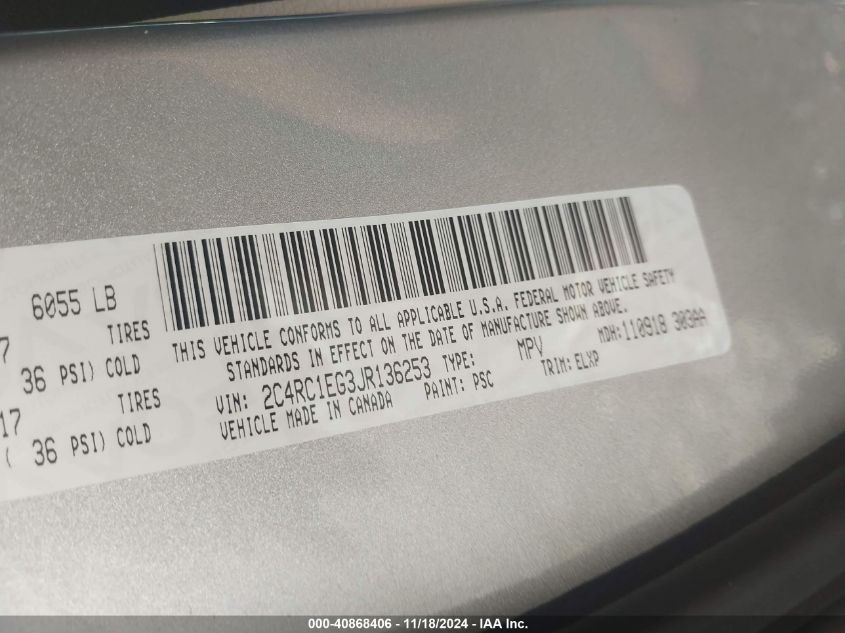 6055 LB
7 TIRES
36 PSI) COLD
17 TIRES
( 36 PSI) COLD
THIS VEHICLE CONFORMS TO ALL APPLICABLE U.S.A. FEDERAL MOTOR VEHICLE SAFETY
STANDARDS IN EFFECT ON THE DATE OF MANUFACTURE SHOWN ABOVE.
VIN: 2C4RC1EG3JR136253 TYPE: MPV MDH:110918 303AA
VEHICLE MADE IN CANADA PAINT: PSC TRIM: ELXP
000-40868406 - 11/18/2024 - IAA Inc.